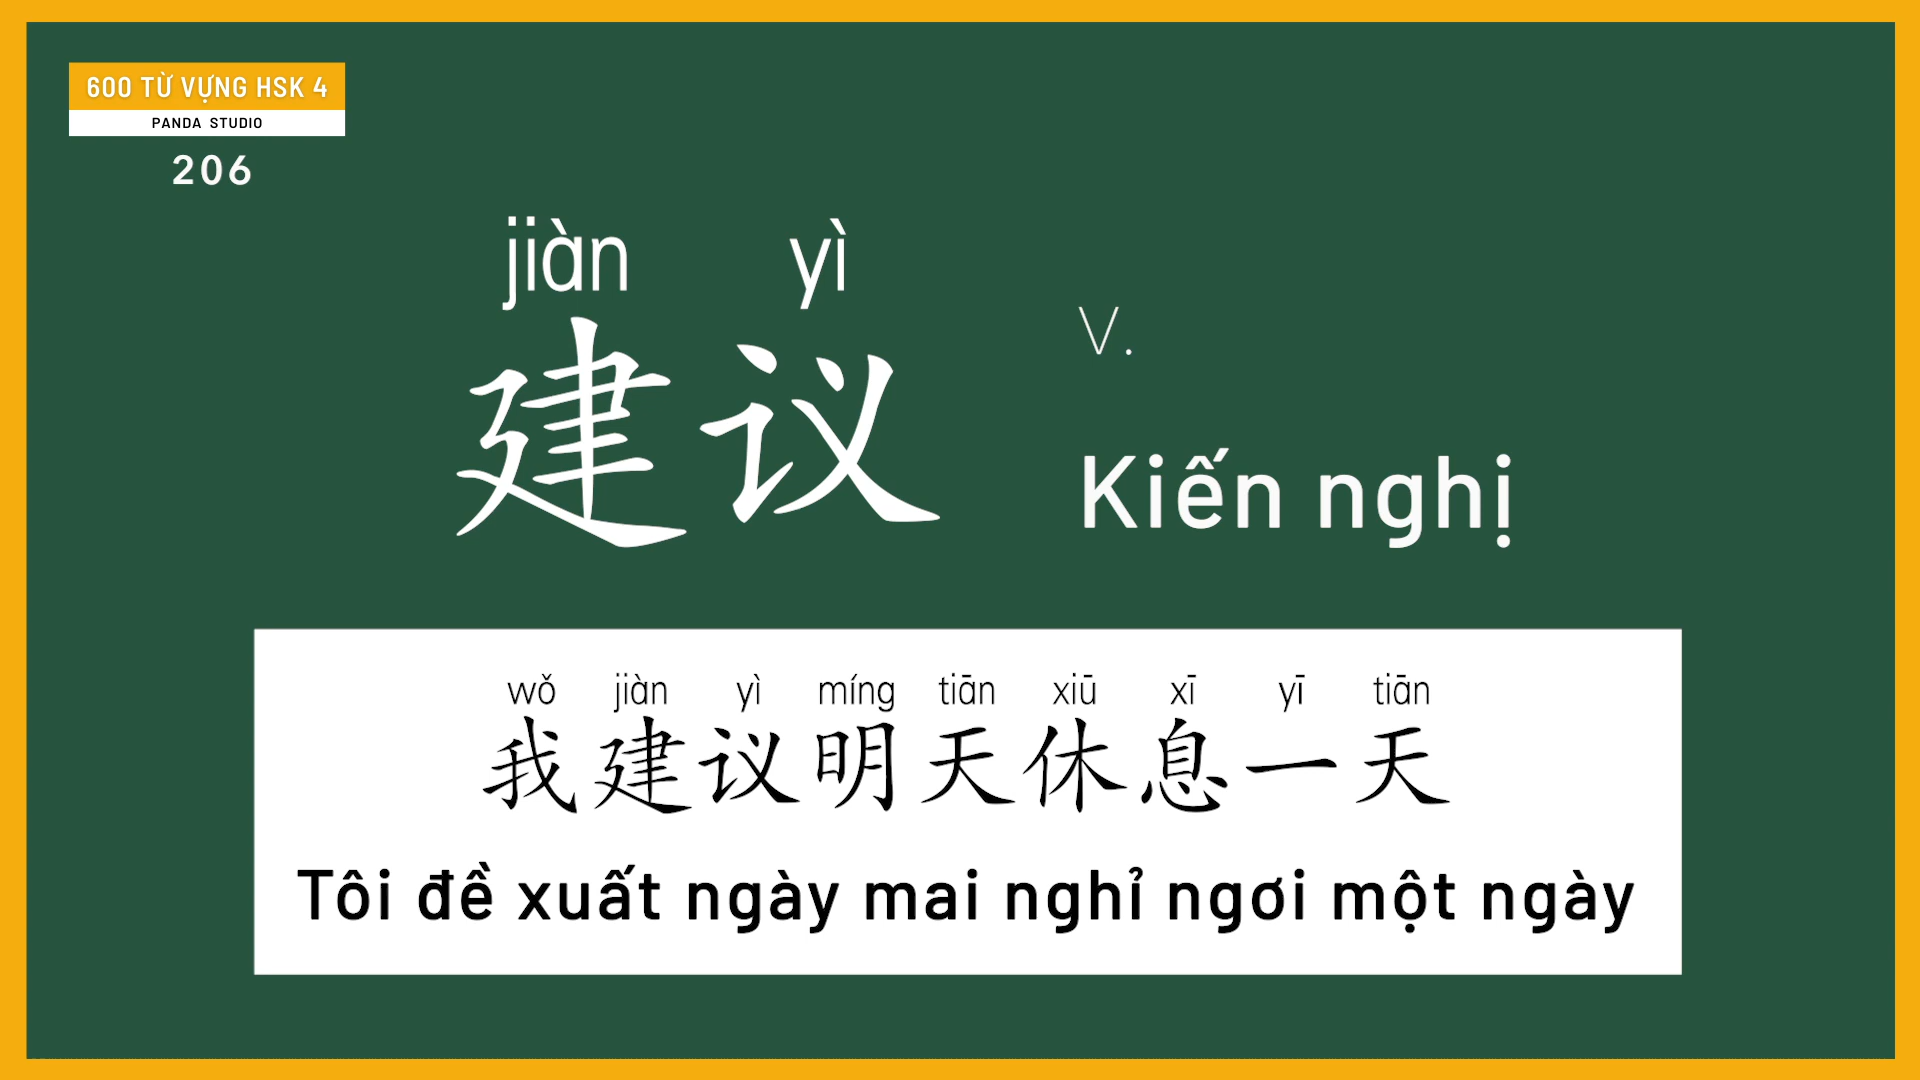 600 TỪ VỰNG HSK 4
PANDA STUDIO
206
jiàn yì
建议
V.
Kiến nghị
wǒ jiàn yì míng tiān xiū xī yī tiān
我建议明天休息一天
Tôi đề xuất ngày mai nghỉ ngơi một ngày